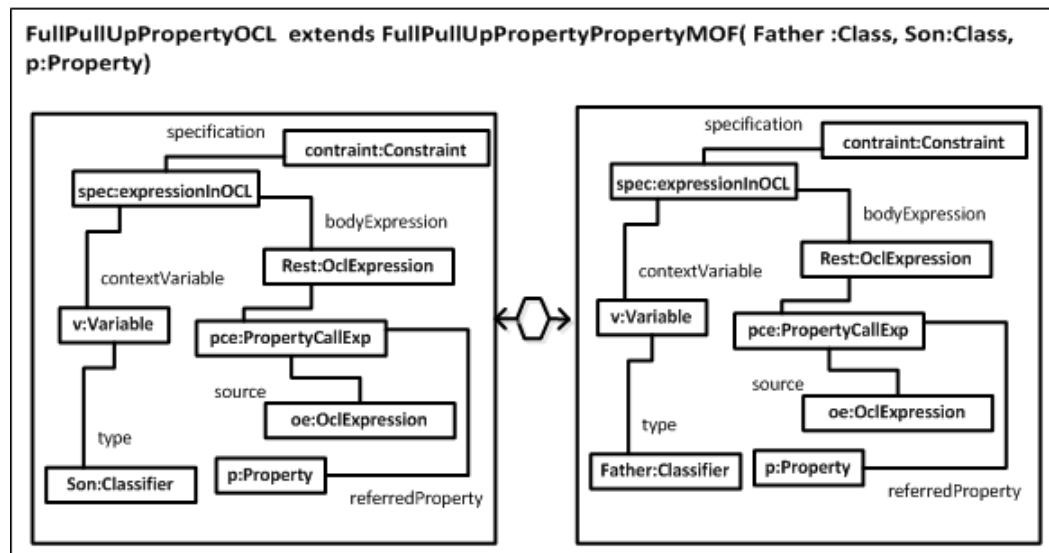 FullPullUpPropertyOCL extends FullPullUpPropertyPropertyMOF( Father :Class, Son:Class,
p:Property)
specification
contraint:Constraint
spec:expressionInOCL
bodyExpression
Rest:OclExpression
contextVariable
v:Variable
pce:PropertyCallExp
source
oe:OclExpression
type
Son:Classifier
p:Property
referredProperty
specification
contraint:Constraint
spec:expressionInOCL
bodyExpression
Rest:OclExpression
contextVariable
v:Variable
pce:PropertyCallExp
source
oe:OclExpression
type
Father:Classifier
p:Property
referredProperty